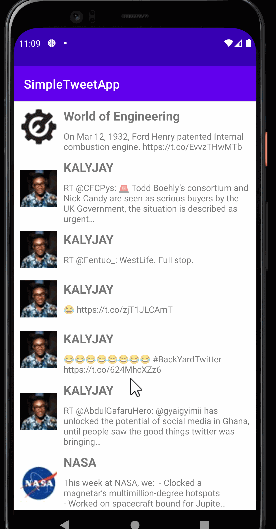 11:09
SimpleTweetApp
World of Engineering
On Mar 12, 1932, Ford Henry patented Internal
combustion engine. https://t.co/Evvz1HwMTb
KALYJAY
RT @CFCPys: 🚨 Todd Boehly's consortium and
Nick Candy are seen as serious buyers by the
UK Government, the situation is described as
urgent...
KALYJAY
RT @Fentuo_: WestLife. Full stop.
KALYJAY
😂 https://t.co/zjT1JLCAmT
KALYJAY
😂😂😂😂😂😂😂😂 #BackYardTwitter
https://t.co/624MhcXZz6
KALYJAY
RT @AbdulGafaruHero: @gyaigyimii has
unlocked the potential of social media in Ghana,
until people saw the good things twitter was
bringing...
NASA
This week at NASA, we: - Clocked a
magnetar's multimillion-degree hotspots
- Worked on spacecraft bound for Jupite...
NASA